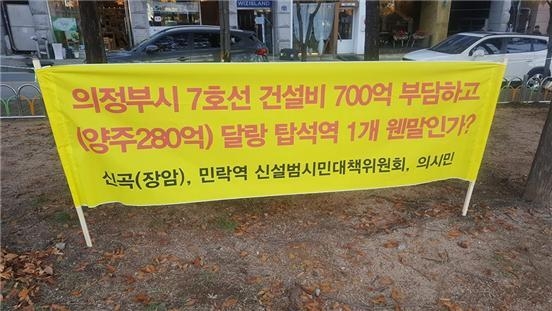 WIZISLAND
의정부시 7호선 건설비 700억 부담하고
(양주280억) 달랑 탑석역 1개 웬말인가?
신곡(장암), 민락역 신설범시민대책위원회, 의시민